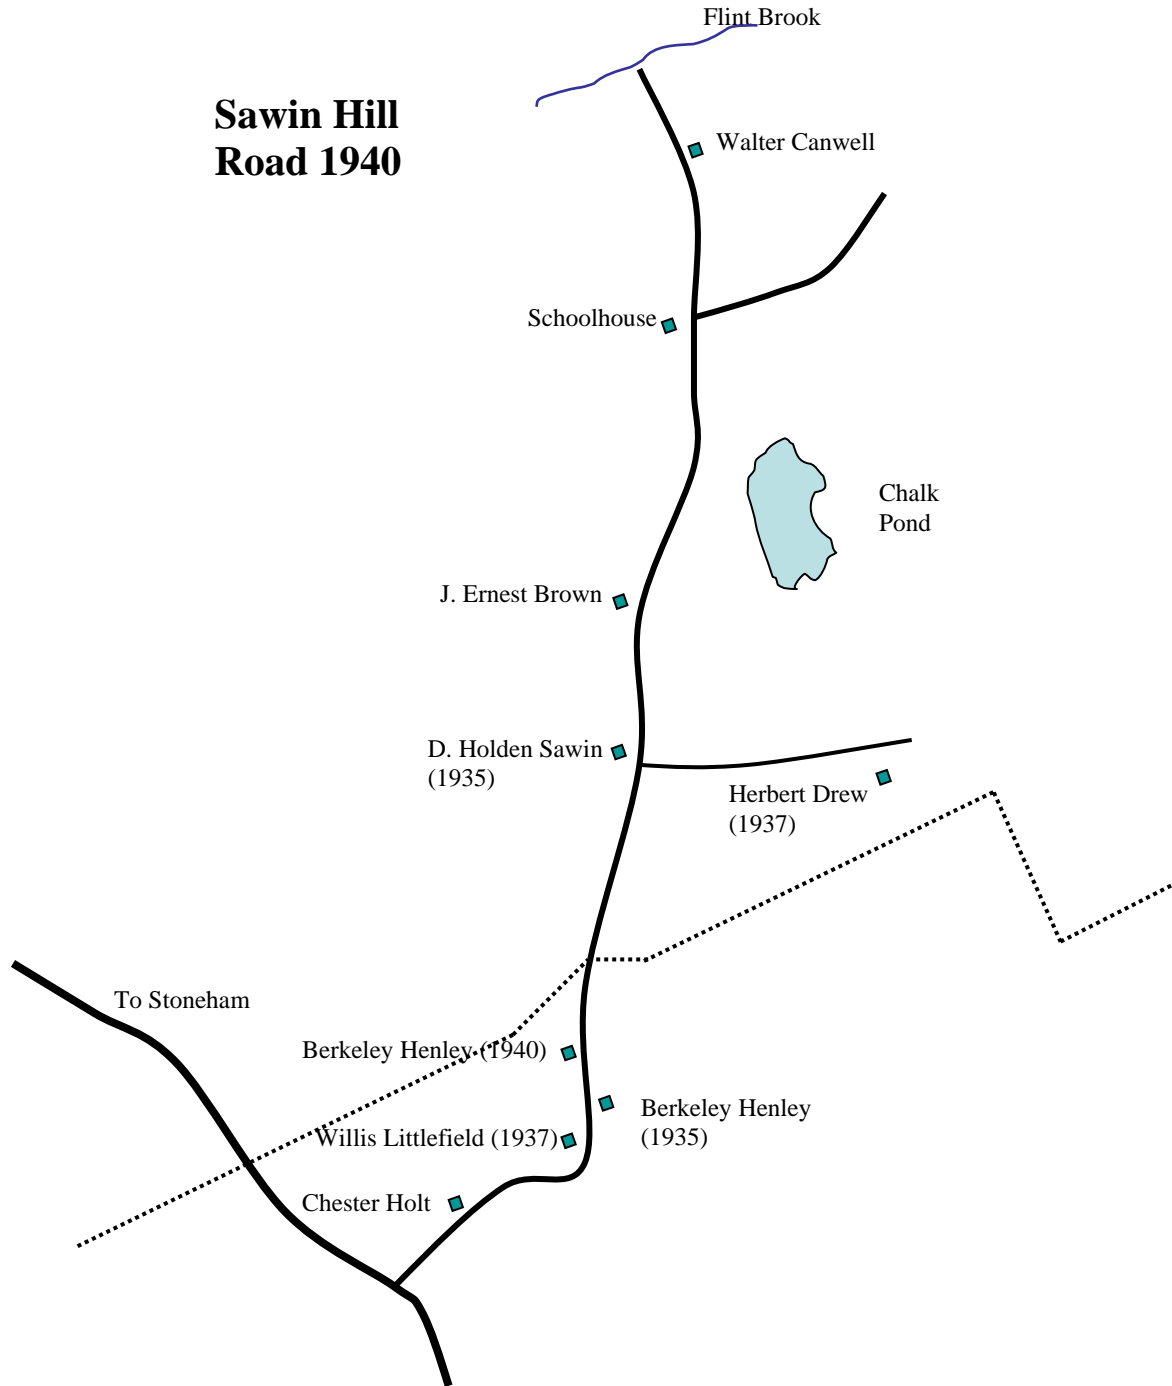 Flint Brook
Sawin Hill
Road 1940
Walter Canwell
Schoolhouse
Chalk
Pond
J. Ernest Brown
D. Holden Sawin
(1935)
Herbert Drew
(1937)
To Stoneham
Berkeley Henley (1940)
Berkeley Henley
(1935)
Willis Littlefield (1937)
Chester Holt